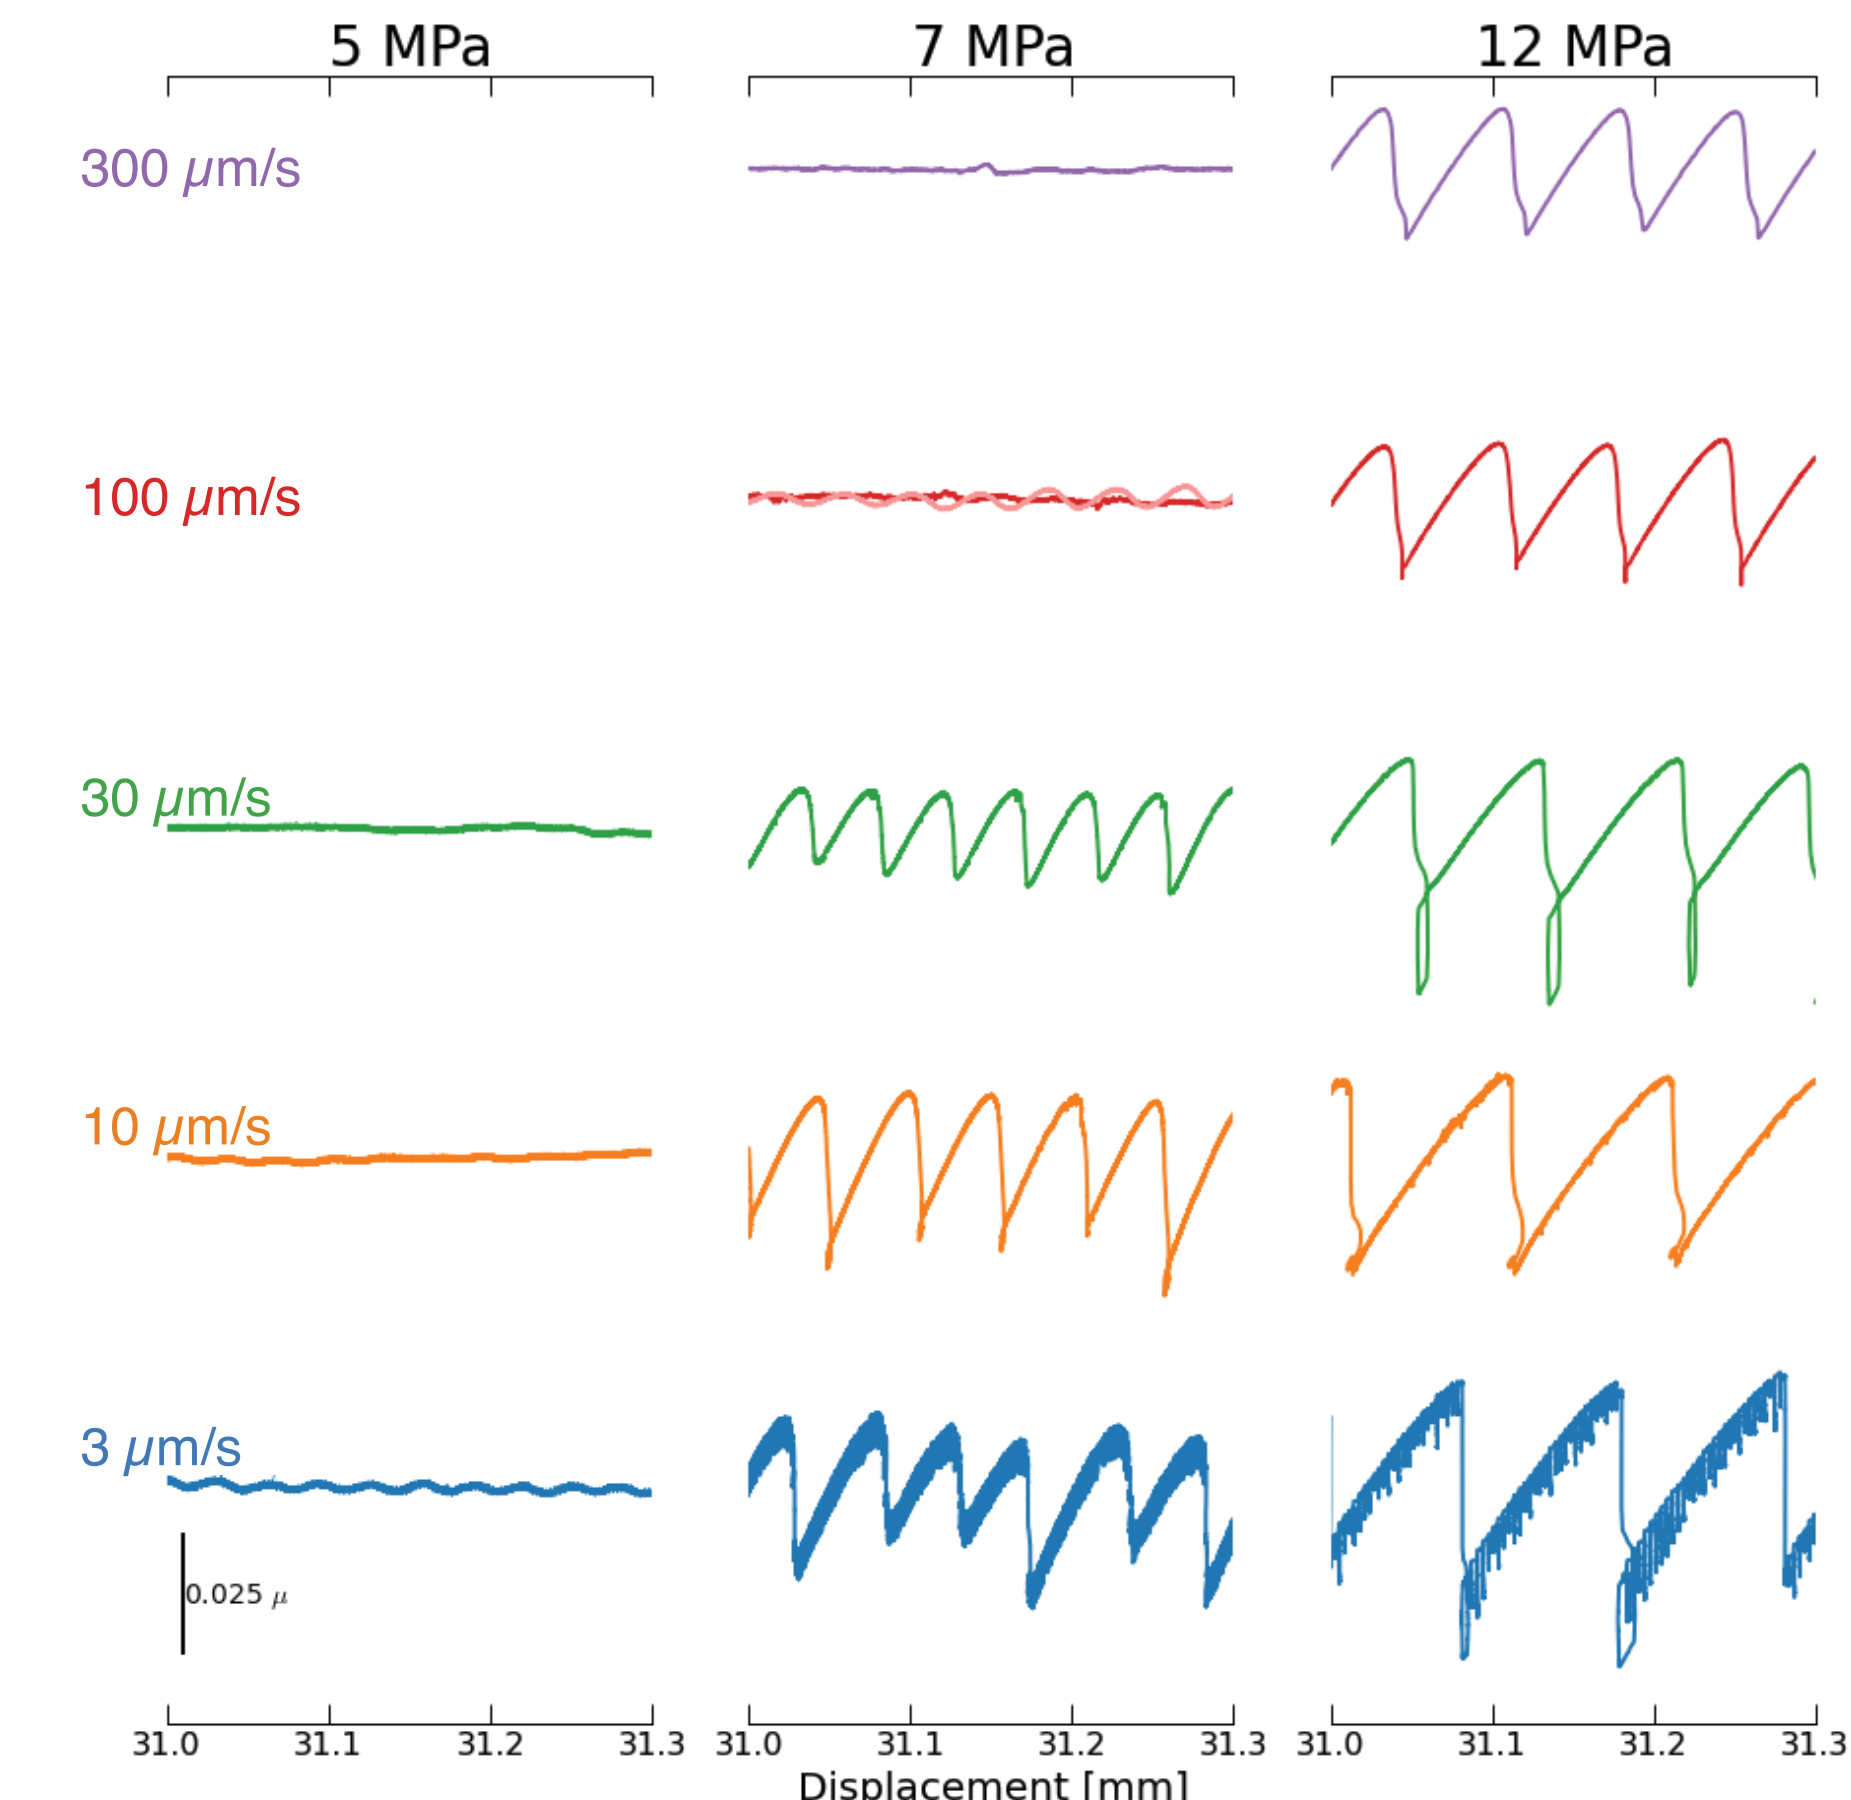 5 MPa 7 MPa 12 MPa
300 μm/s
100 μm/s
30 μm/s
10 μm/s
3 μm/s
0.025 μ
31.0 31.1 31.2 31.3 31.0 31.1 31.2 31.3 31.0 31.1 31.2 31.3
Displacement [mm]